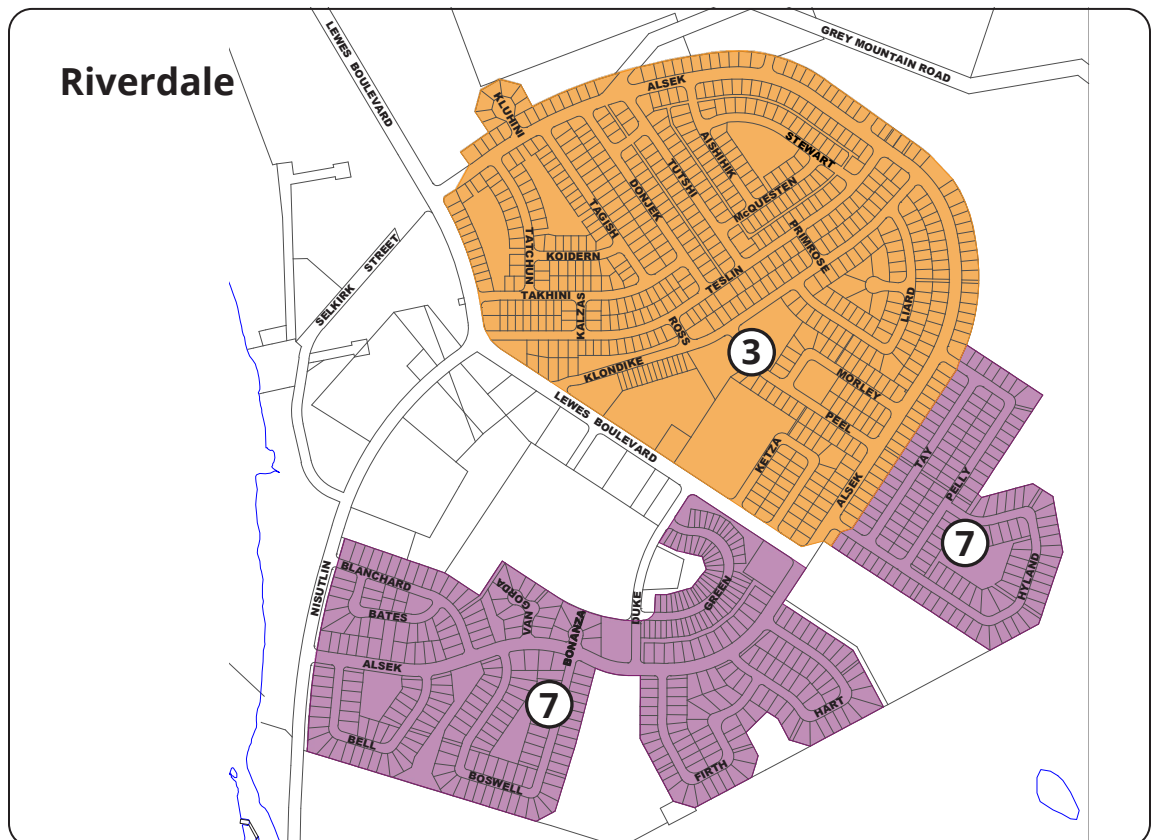 Riverdale
LEWES BOULEVARD
GREY MOUNTAIN ROAD
ALSEK
KLUHINI
STEWART
AISHIHIK
TUTSHI
McQUESTEN
DONJEK
TAGISH
PRIMROSE
TATCHUN
KOIDERN
SELKIRK STREET
TESLIN
TAKHINI
KALZAS
LIARD
ROSS
3
KLONDIKE
MORLEY
LEWES BOULEVARD
PEEL
KETZA
TAY
PELLY
ALSEK
7
HYLAND
BLANCHARD
NISUTLIN
GORDA
GREEN
DUKE
BATES
VAN
BONANZA
ALSEK
7
HART
BELL
FIRTH
BOSWELL